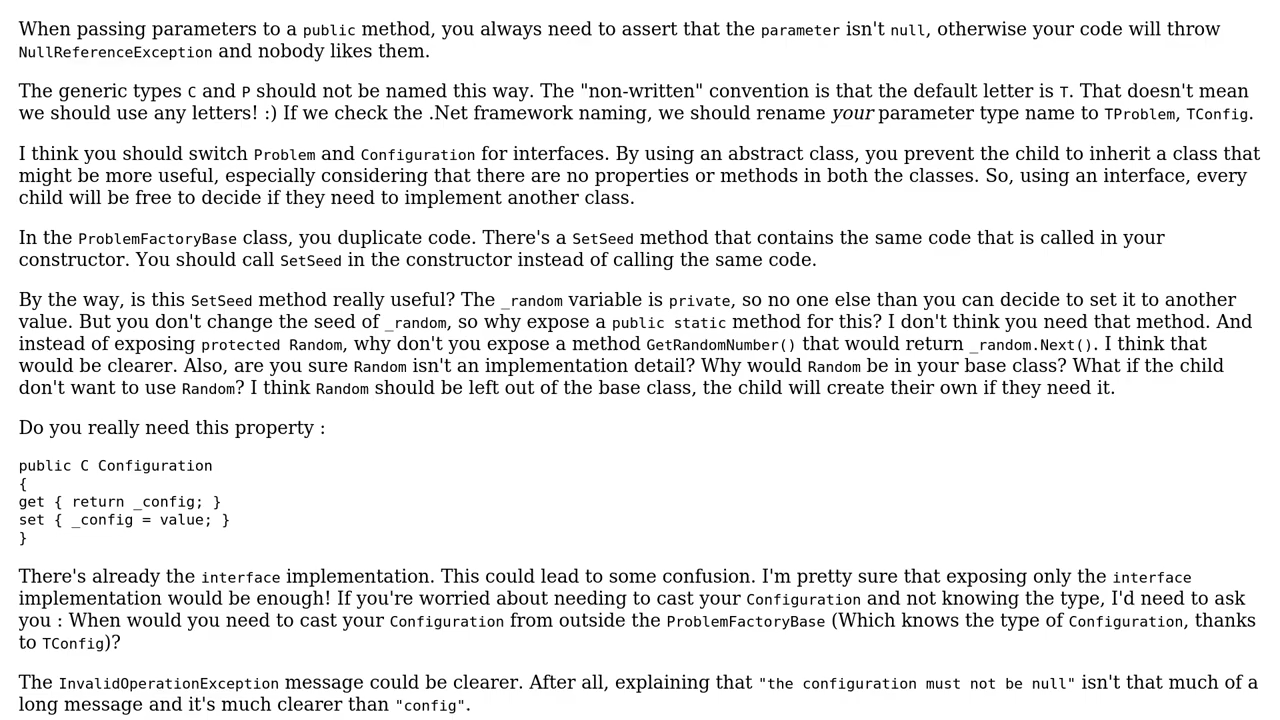 When passing parameters to a public method, you always need to assert that the parameter isn't null, otherwise your code will throw
NullReferenceException and nobody likes them.
The generic types C and P should not be named this way. The "non-written" convention is that the default letter is T. That doesn't mean
we should use any letters! :) If we check the .Net framework naming, we should rename your parameter type name to TProblem, TConfig.
I think you should switch Problem and Configuration for interfaces. By using an abstract class, you prevent the child to inherit a class that
might be more useful, especially considering that there are no properties or methods in both the classes. So, using an interface, every
child will be free to decide if they need to implement another class.
In the ProblemFactoryBase class, you duplicate code. There's a SetSeed method that contains the same code that is called in your
constructor. You should call SetSeed in the constructor instead of calling the same code.
By the way, is this SetSeed method really useful? The _random variable is private, so no one else than you can decide to set it to another
value. But you don't change the seed of _random, so why expose a public static method for this? I don't think you need that method. And
instead of exposing protected Random, why don't you expose a method GetRandomNumber() that would return _random.Next(). I think that
would be clearer. Also, are you sure Random isn't an implementation detail? Why would Random be in your base class? What if the child
don't want to use Random? I think Random should be left out of the base class, the child will create their own if they need it.
Do you really need this property :
public C Configuration
{
get { return _config; }
set { _config = value; }
}
There's already the interface implementation. This could lead to some confusion. I'm pretty sure that exposing only the interface
implementation would be enough! If you're worried about needing to cast your Configuration and not knowing the type, I'd need to ask
you : When would you need to cast your Configuration from outside the ProblemFactoryBase (Which knows the type of Configuration, thanks
to TConfig)?
The InvalidOperationException message could be clearer. After all, explaining that "the configuration must not be null" isn't that much of a
long message and it's much clearer than "config".